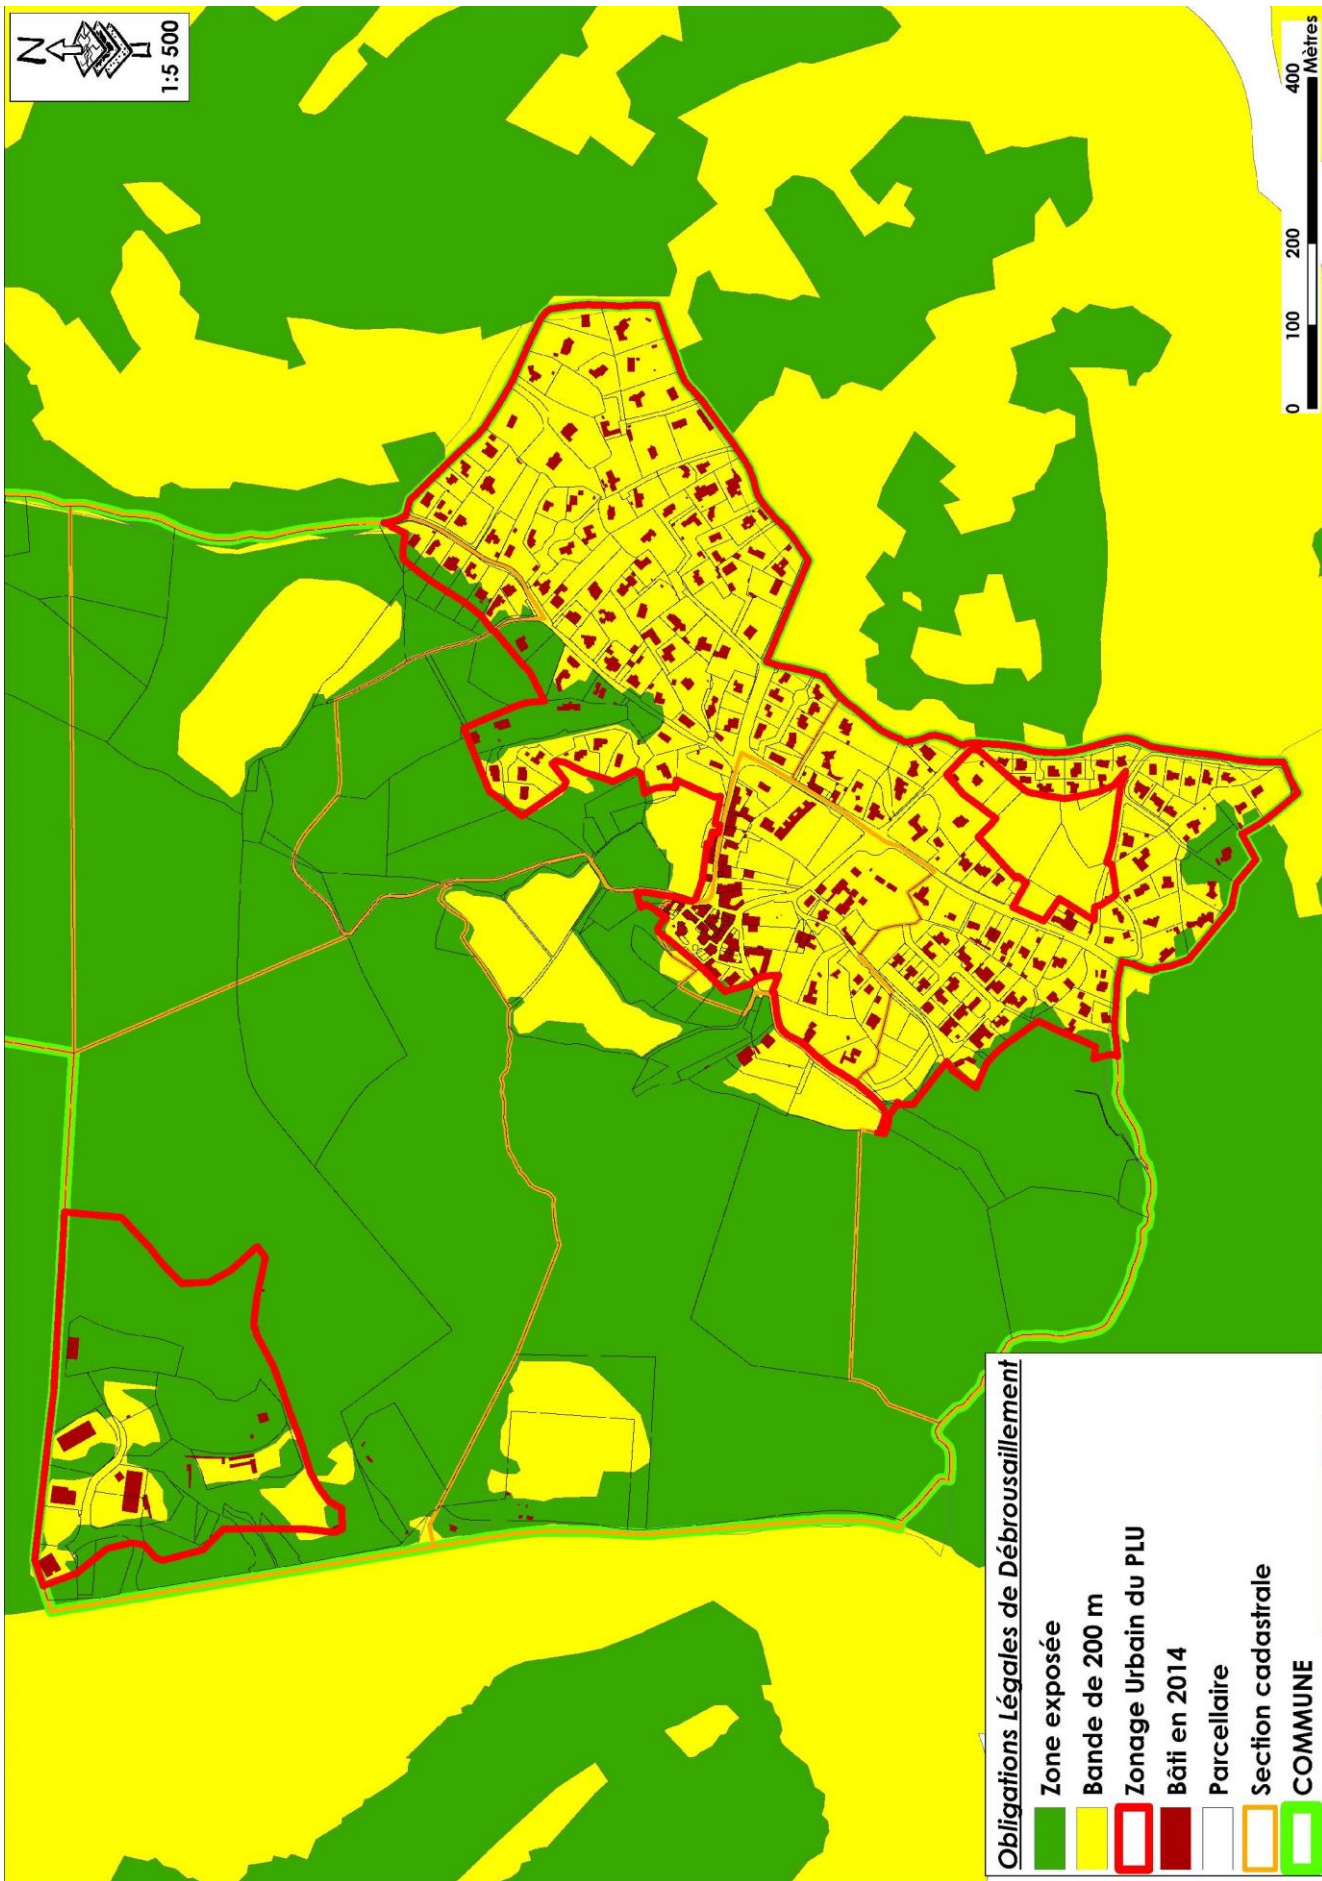 N
1:5 500
Obligations Légales de Débroussaillement
Zone exposée
Bande de 200 m
Zonage Urbain du PLU
Bâti en 2014
Parcellaire
Section cadastrale
COMMUNE
0 100 200 400
Mètres